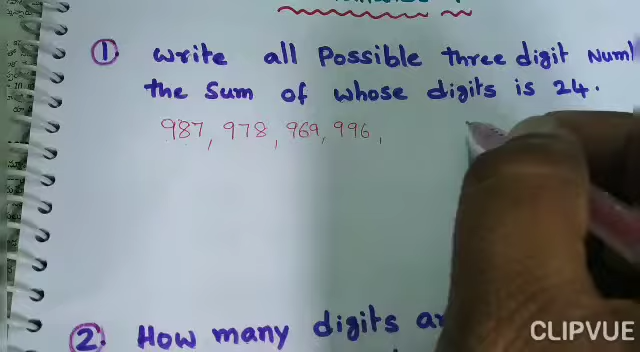 ① Write all Possible three digit
the Sum of whose digits is 24.
987, 978, 969, 996,
2. How many digits
CLIPVUE